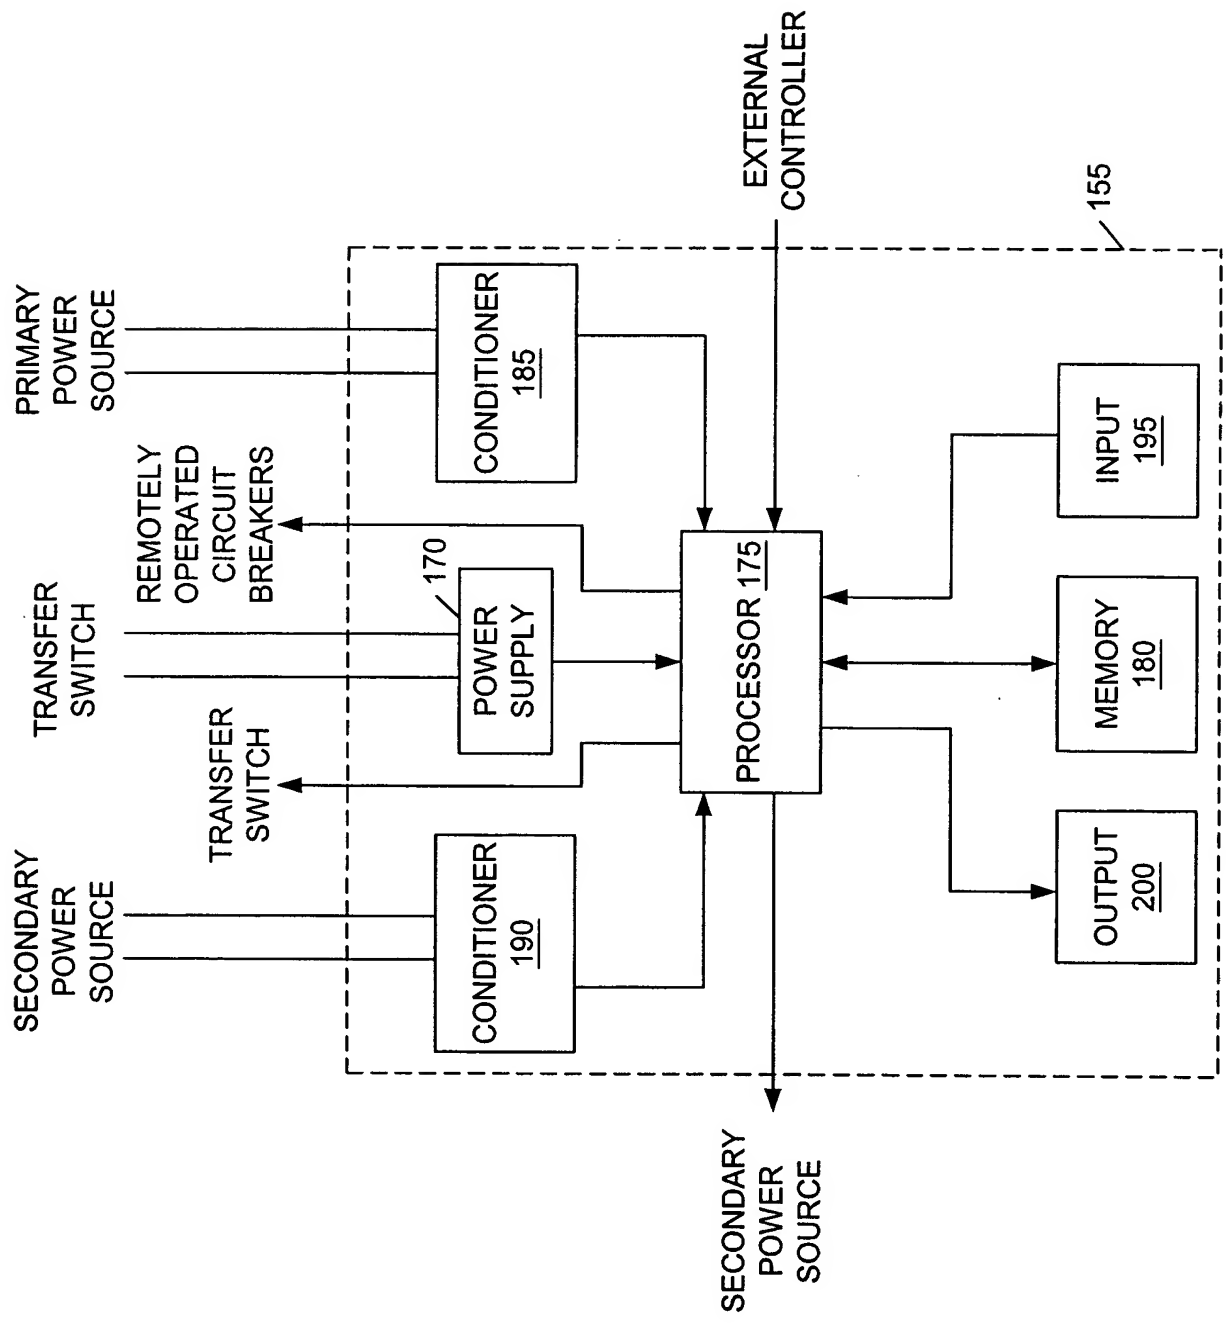 SECONDARY
POWER
SOURCE
TRANSFER
SWITCH
TRANSFER
SWITCH
REMOTELY
OPERATED
CIRCUIT
BREAKERS
PRIMARY
POWER
SOURCE
CONDITIONER
190
POWER
SUPPLY
170
CONDITIONER
185
SECONDARY
POWER
SOURCE
PROCESSOR 175
EXTERNAL
CONTROLLER
OUTPUT
200
MEMORY
180
INPUT
195
155